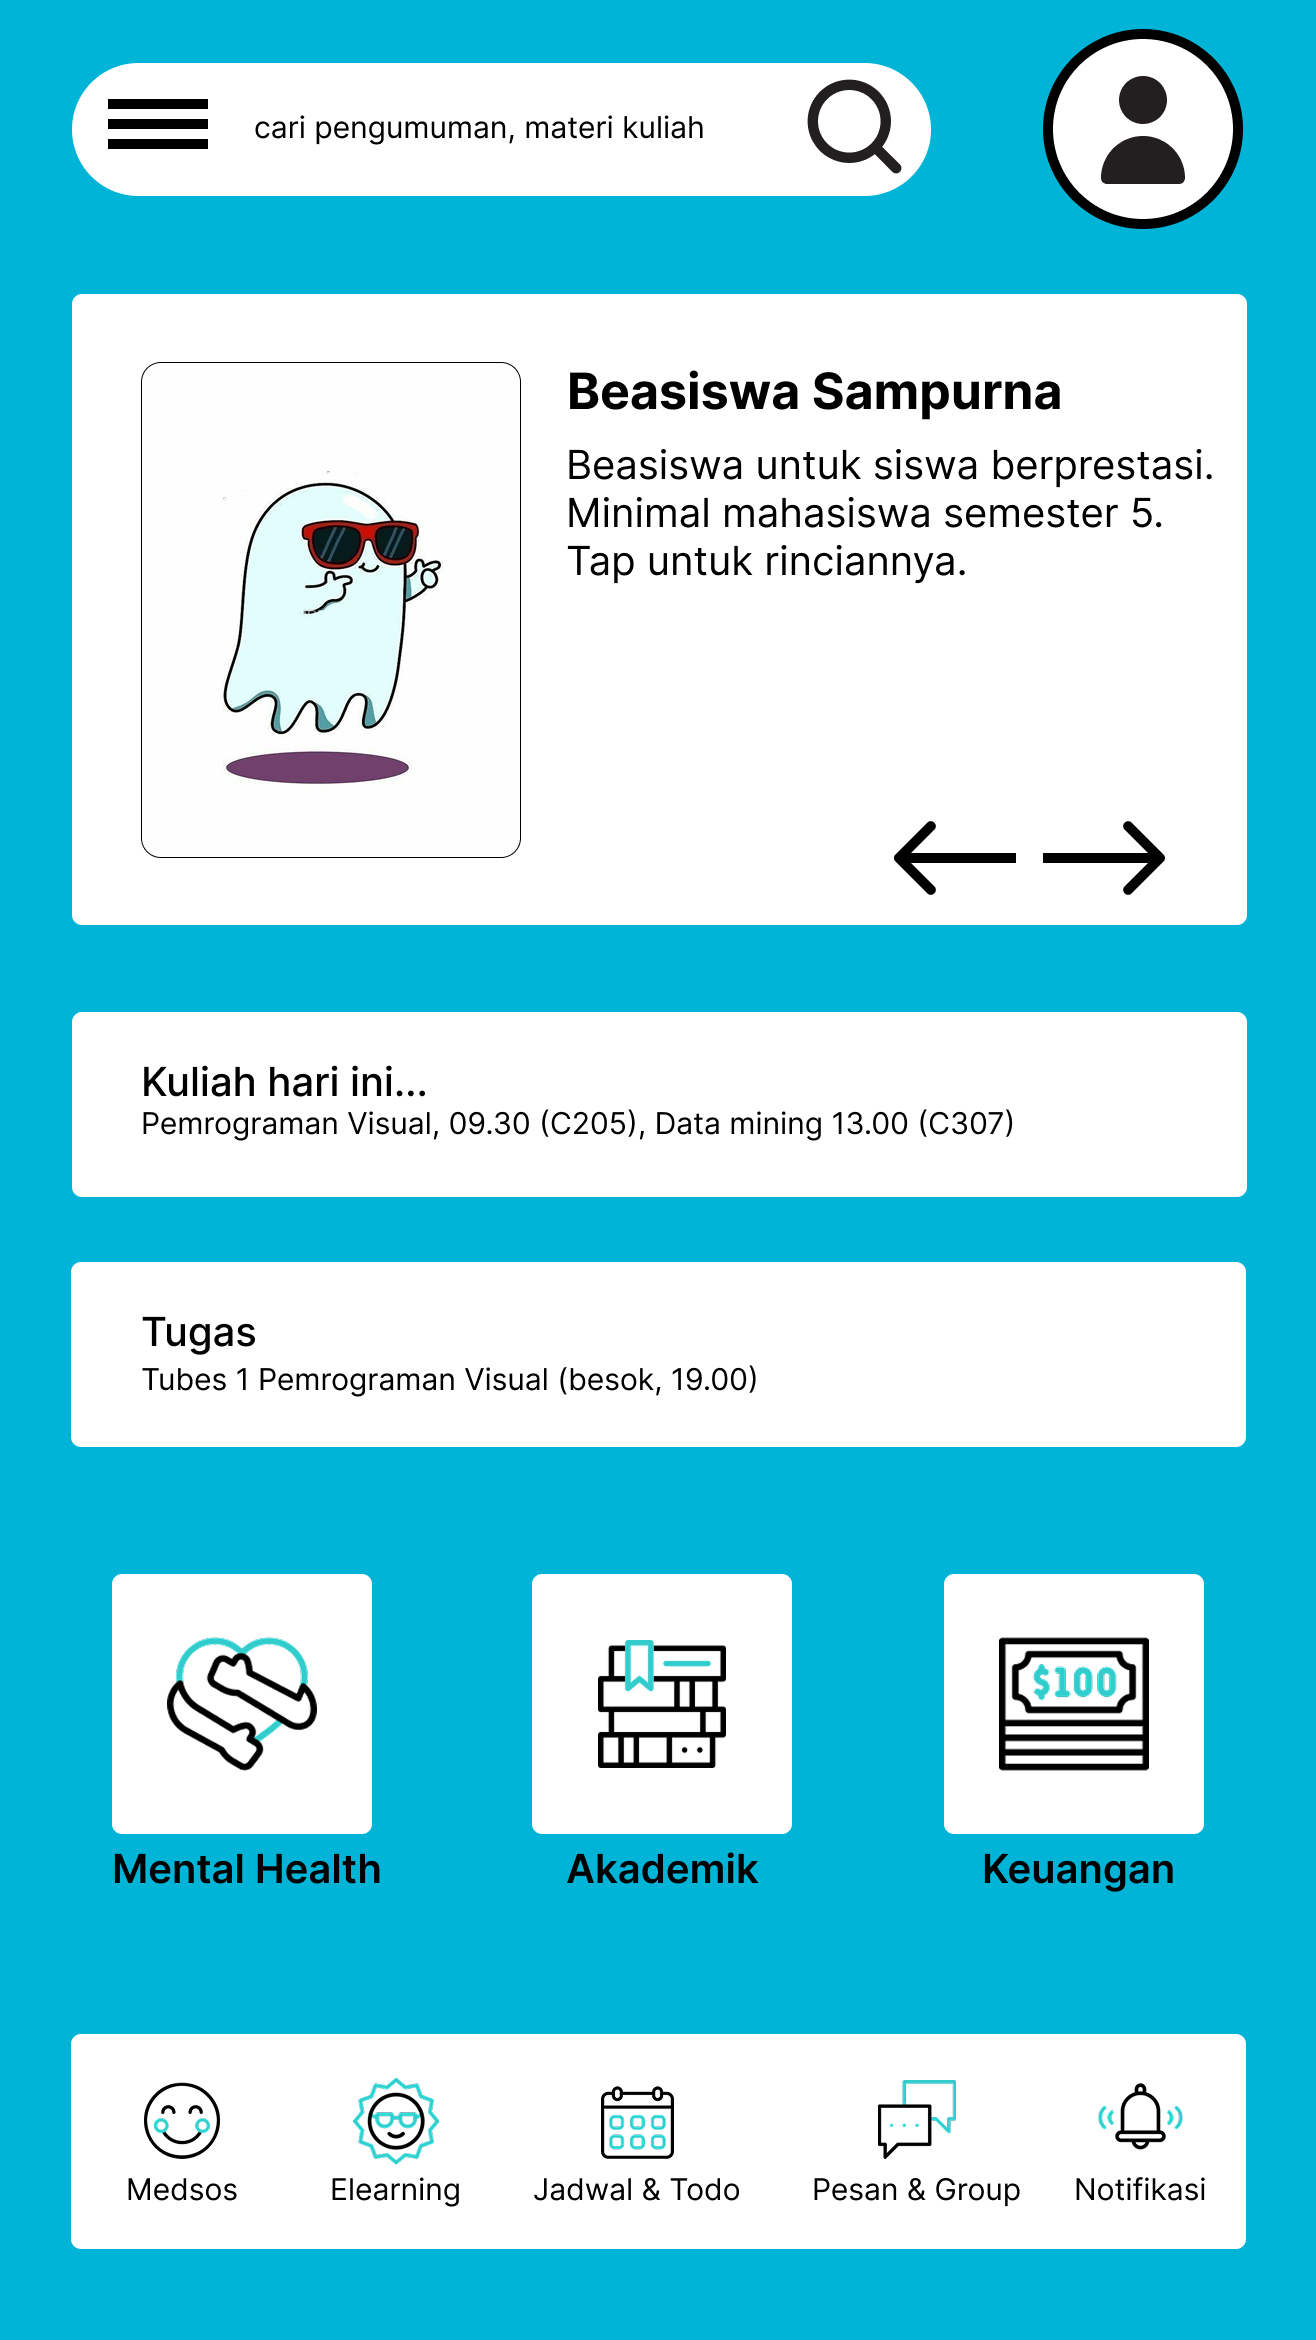 cari pengumuman, materi kuliah
Beasiswa Sampurna
Beasiswa untuk siswa berprestasi.
Minimal mahasiswa semester 5.
Tap untuk rinciannya.
Kuliah hari ini...
Pemrograman Visual, 09.30 (C205), Data mining 13.00 (C307)
Tugas
Tubes 1 Pemrograman Visual (besok, 19.00)
$100
Mental Health
Akademik
Keuangan
Medsos
Elearning
Jadwal & Todo
Pesan & Group
Notifikasi